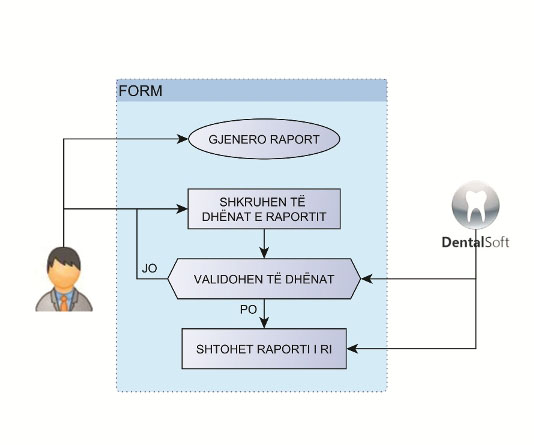 FORM
GJENERO RAPORT
SHKRUHEN TË
DHËNAT E RAPORTIT
DentalSoft
JO
VALIDOHEN TË DHËNAT
PO
SHTOHET RAPORTI I RI